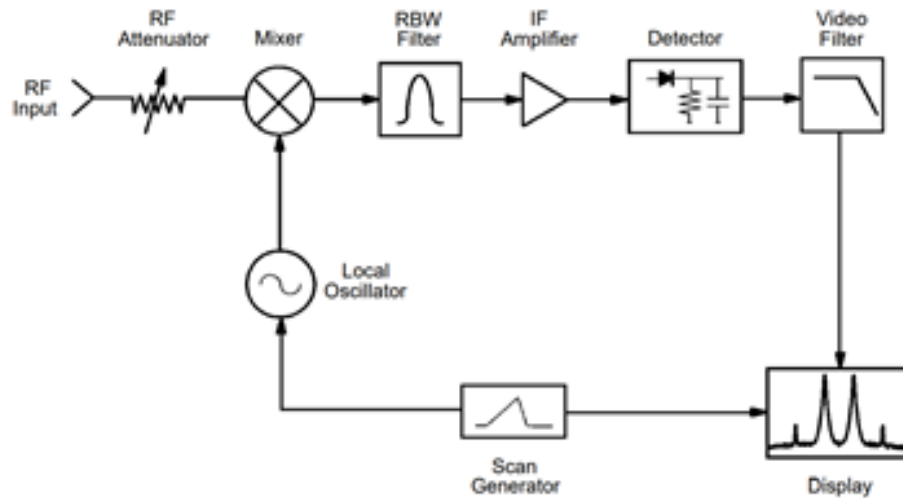 RF
Attenuator
Mixer
RBW
Filter
IF
Amplifier
Detector
Video
Filter
RF
Input
Local
Oscillator
Scan
Generator
Display